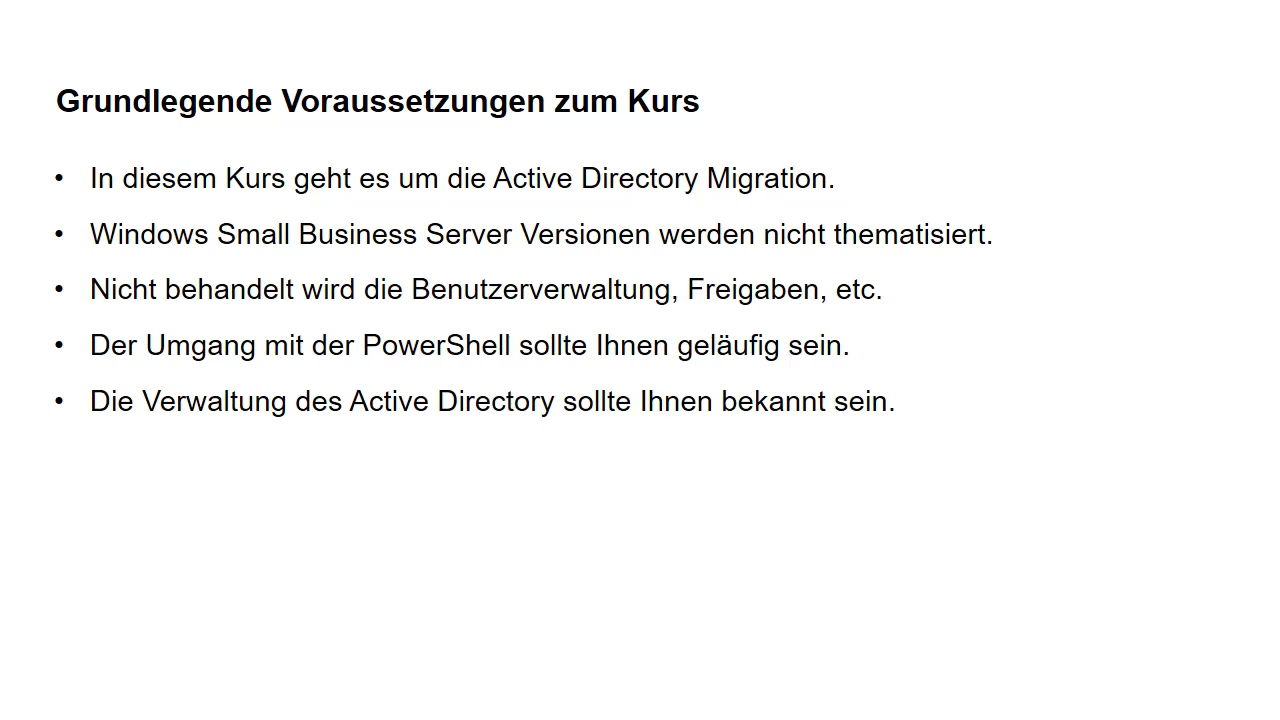 Grundlegende Voraussetzungen zum Kurs
• In diesem Kurs geht es um die Active Directory Migration.
• Windows Small Business Server Versionen werden nicht thematisiert.
• Nicht behandelt wird die Benutzerverwaltung, Freigaben, etc.
• Der Umgang mit der PowerShell sollte Ihnen geläufig sein.
• Die Verwaltung des Active Directory sollte Ihnen bekannt sein.